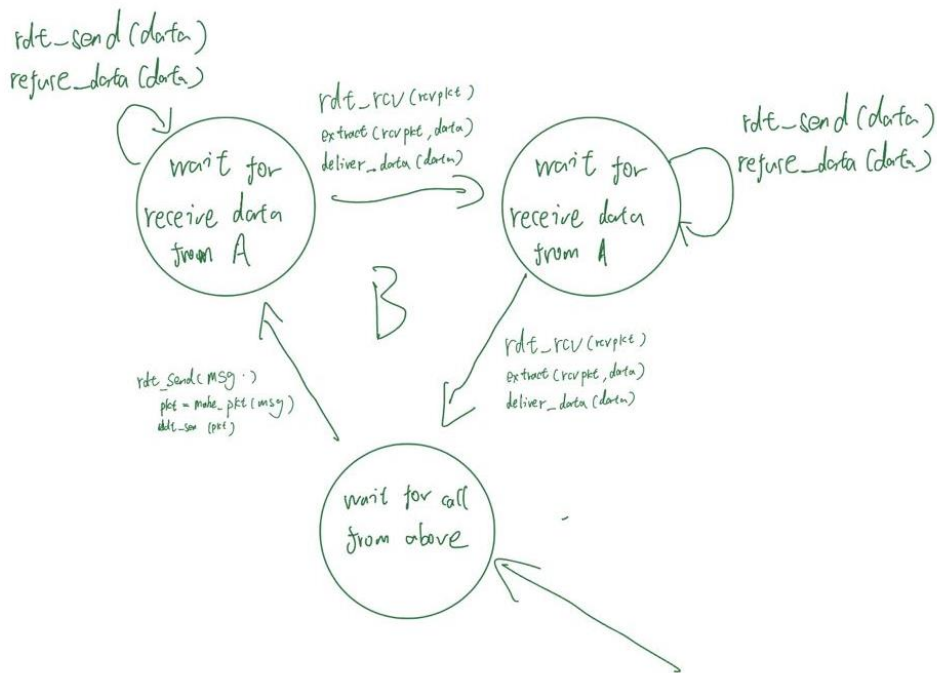 rdt_send(data)
refuse_data(data)
wait for
receive data
from A
rdt_rcv(rcvpkt)
extract(rcvpkt, data)
deliver_data(data)
wait for
receive data
from A
rdt_send(data)
refuse_data(data)
B
rdt_send(msg.)
pkt = make_pkt(msg)
(pkt)
rdt_rcv(rcvpkt)
extract(rcvpkt, data)
deliver_data(data)
wait for call
from above